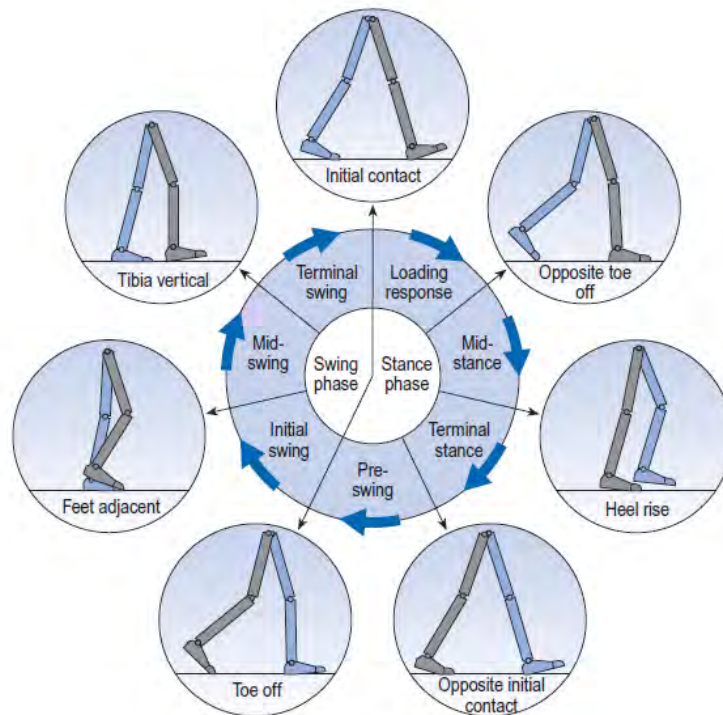 Initial contact
Opposite toe
off
Heel rise
Opposite initial
contact
Toe off
Feet adjacent
Tibia vertical
Terminal
swing
Loading
response
Mid-
swing
Swing
phase
Stance
phase
Mid-
stance
Initial
swing
Pre-
swing
Terminal
stance